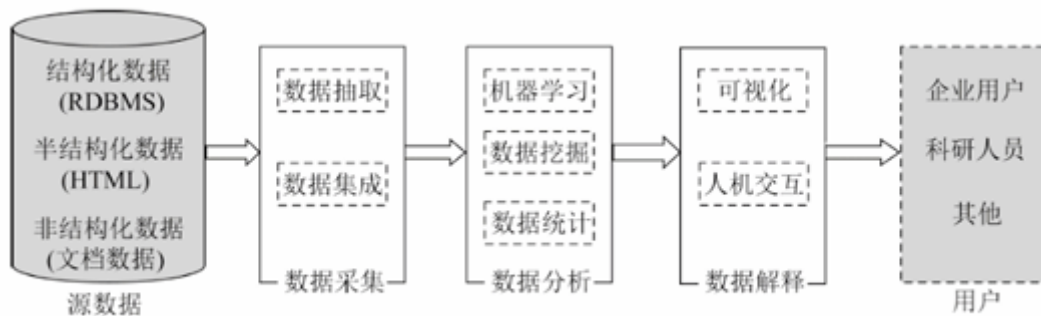 结构化数据
(RDBMS)
半结构化数据
(HTML)
非结构化数据
(文档数据)
源数据
数据抽取
数据集成
数据采集
机器学习
数据挖掘
数据统计
数据分析
可视化
人机交互
数据解释
企业用户
科研人员
其他
用户